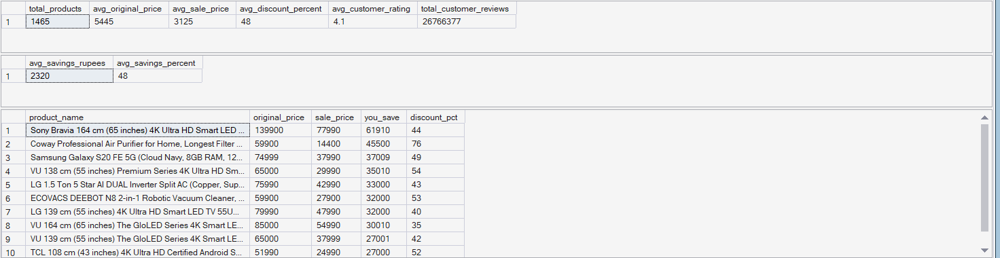 total_products avg_original_price avg_sale_price avg_discount_percent avg_customer_rating total_customer_reviews
1 1465 5445 3125 48 4.1 26766377
avg_savings_rupees avg_savings_percent
1 2320 48
product_name original_price sale_price you_save discount_pct
1 Sony Bravia 164 cm (65 inches) 4K Ultra HD Smart LED ... 139900 77990 61910 44
2 Coway Professional Air Purifier for Home, Longest Filter ... 59900 14400 45500 76
3 Samsung Galaxy S20 FE 5G (Cloud Navy, 8GB RAM, 12... 74999 37990 37009 49
4 VU 138 cm (55 inches) Premium Series 4K Ultra HD Sm... 65000 29990 35010 54
5 LG 1.5 Ton 5 Star AI DUAL Inverter Split AC (Copper, Sup... 75990 42990 33000 43
6 ECOVACS DEEBOT N8 2-in-1 Robotic Vacuum Cleaner, ... 59900 27900 32000 53
7 LG 139 cm (55 inches) 4K Ultra HD Smart LED TV 55U... 79990 47990 32000 40
8 VU 164 cm (65 inches) The GloLED Series 4K Smart LE... 85000 54990 30010 35
9 VU 139 cm (55 inches) The GloLED Series 4K Smart LE... 65000 37999 27001 42
10 TCL 108 cm (43 inches) 4K Ultra HD Certified Android S... 51990 24990 27000 52